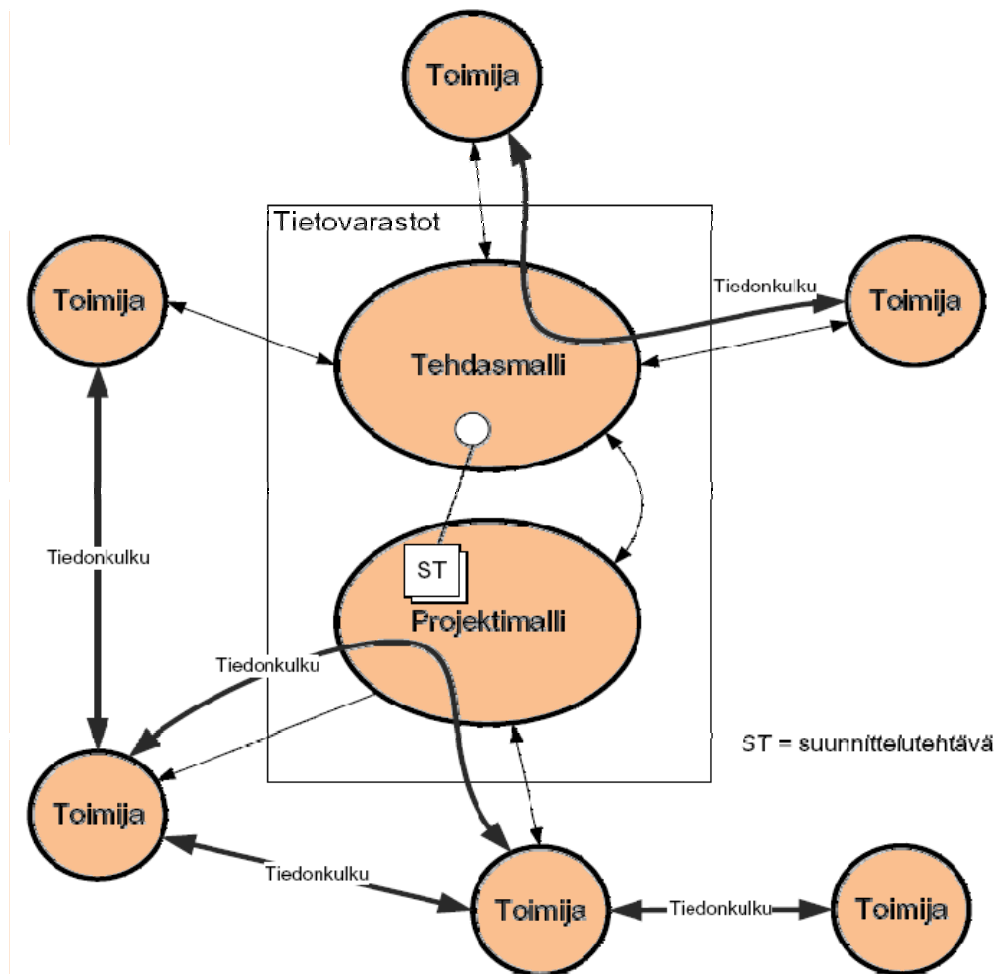 Toimija
Tietovarastot
Toimija
Tiedonkulku
Toimija
Tehdasmalli
Tiedonkulku
ST
Projektimalli
Tiedonkulku
ST = suunnittelutehtävä
Toimija
Tiedonkulku
Toimija
Tiedonkulku
Toimija